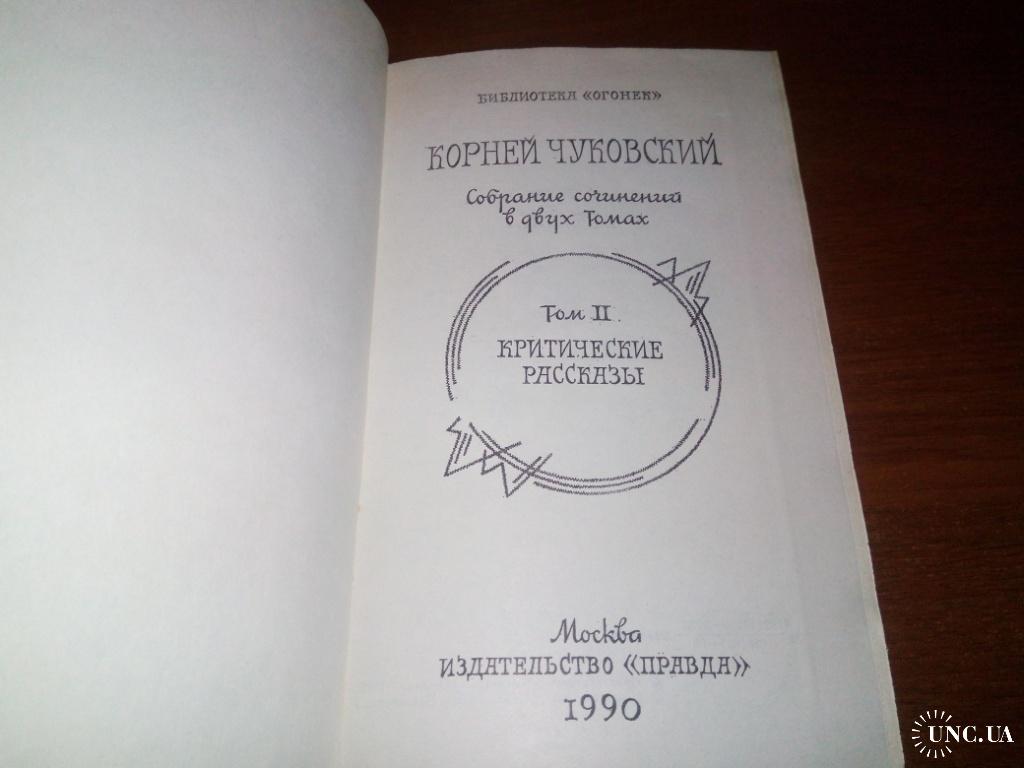 БИБЛИОТЕКА «ОГОНЕК»
КОРНЕЙ ЧУКОВСКИЙ
Собрание сочинений
в двух томах
Том II.
КРИТИЧЕСКИЕ
РАССКАЗЫ
Москва
ИЗДАТЕЛЬСТВО «ПРАВДА»
1990
UNC.UA